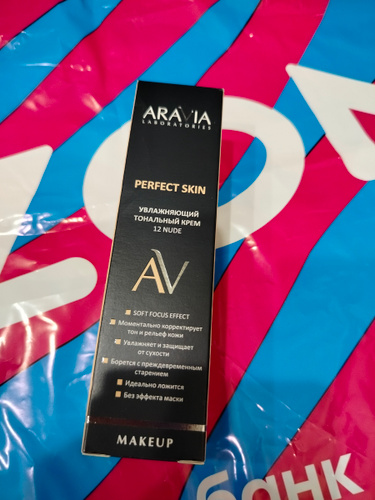 ARAVIA
LABORATORIES
PERFECT SKIN
УВЛАЖНЯЮЩИЙ
ТОНАЛЬНЫЙ КРЕМ
12 NUDE
AV
SOFT FOCUS EFFECT
Моментально корректирует
тон и рельеф кожи
Увлажняет и защищает
от сухости
Борется с преждевременным
старением
Идеально ложится
Без эффекта маски
MAKEUP
банк